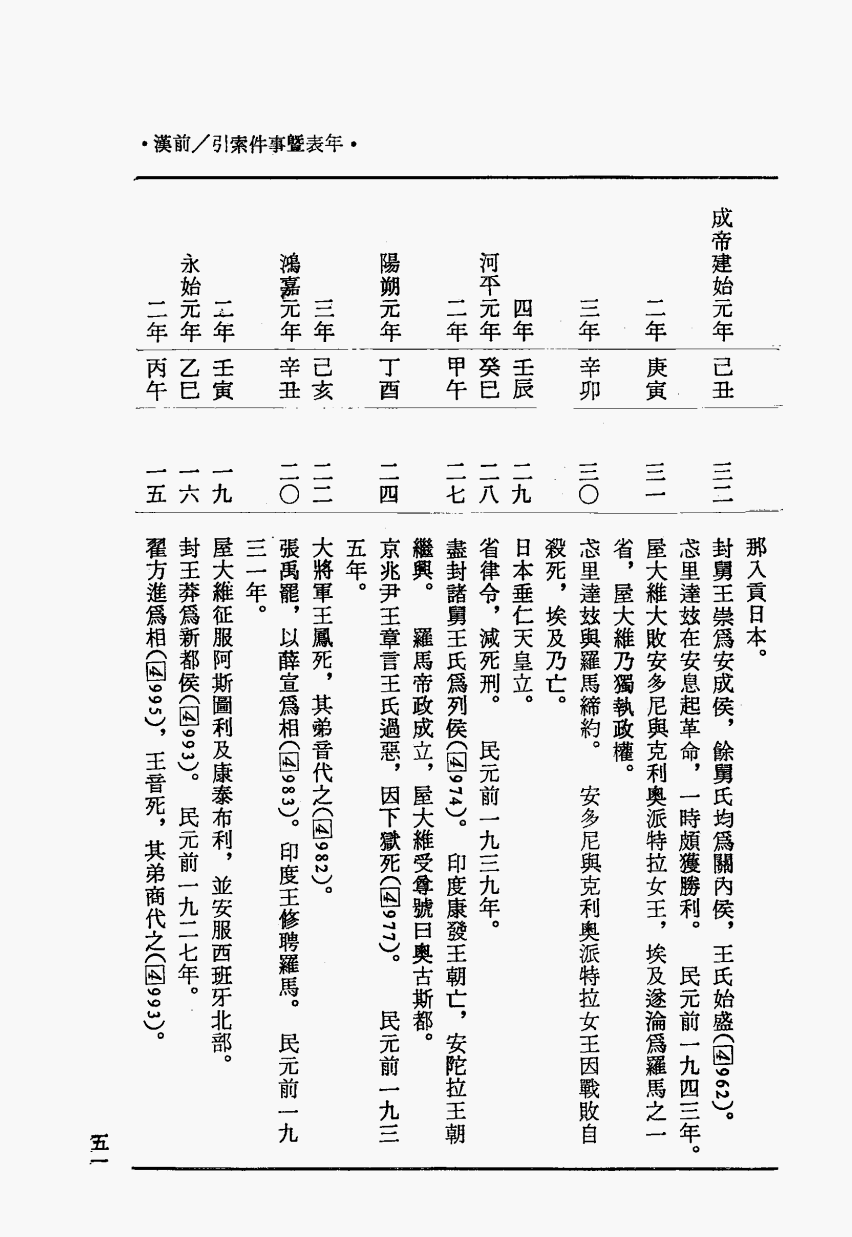 ·漢前／引索件事暨表年·
那入貢日本。
成帝建始元年 己丑 三二 封舅王崇爲安成侯，餘舅氏均爲關內侯，王氏始盛(④962)。
忞里達玆在安息起革命，一時頗獲勝利。 民元前一九四三年。
二年 庚寅 三一 屋大維大敗安多尼與克利奧派特拉女王，埃及遂淪爲羅馬之一
省，屋大維乃獨執政權。
三年 辛卯 三〇 忞里達玆與羅馬締約。 安多尼與克利奧派特拉女王因戰敗自
殺死，埃及乃亡。
四年 壬辰 二九 日本垂仁天皇立。
河平元年 癸巳 二八 省律令，減死刑。 民元前一九三九年。
二年 甲午 二七 盡封諸舅王氏爲列侯(④974)。 印度康發王朝亡，安陀拉王朝
繼興。 羅馬帝政成立，屋大維受尊號曰奧古斯都。
陽朔元年 丁酉 二四 京兆尹王章言王氏過惡，因下獄死(④977)。 民元前一九三
五年。
三年 己亥 二二 大將軍王鳳死，其弟音代之(④982)。
鴻嘉元年 辛丑 二〇 張禹罷，以薛宣爲相(④983)。印度王修聘羅馬。 民元前一九
三一年。
二年 壬寅 一九 屋大維征服阿斯圖利及康泰布利，並安服西班牙北部。
永始元年 乙巳 一六 封王莽爲新都侯(④993)。 民元前一九二七年。
二年 丙午 一五 翟方進爲相(④995)，王音死，其弟商代之(④993)。
五一